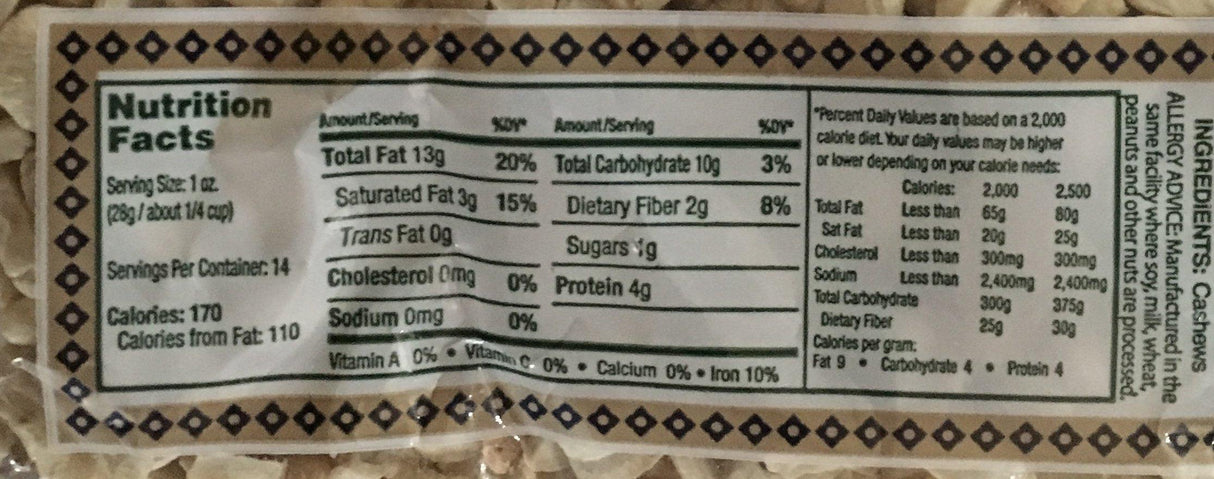 Nutrition
Facts
Serving Size: 1 oz.
(28g / about 1/4 cup)
Servings Per Container: 14
Calories: 170
Calories from Fat: 110
Amount/Serving %DV*
Total Fat 13g 20%
Saturated Fat 3g 15%
Trans Fat 0g
Cholesterol 0mg 0%
Sodium 0mg 0%
Amount/Serving %DV*
Total Carbohydrate 10g 3%
Dietary Fiber 2g 8%
Sugars 1g
Protein 4g
Vitamin A 0% • Vitamin C 0% • Calcium 0% • Iron 10%
*Percent Daily Values are based on a 2,000
calorie diet. Your daily values may be higher
or lower depending on your calorie needs:
Calories: 2,000 2,500
Total Fat Less than 65g 80g
Sat Fat Less than 20g 25g
Cholesterol Less than 300mg 300mg
Sodium Less than 2,400mg 2,400mg
Total Carbohydrate 300g 375g
Dietary Fiber 25g 30g
Calories per gram:
Fat 9 • Carbohydrate 4 • Protein 4
INGREDIENTS: Cashews
ALLERGY ADVICE: Manufactured in the
same facility where soy, milk, wheat,
peanuts and other nuts are processed.